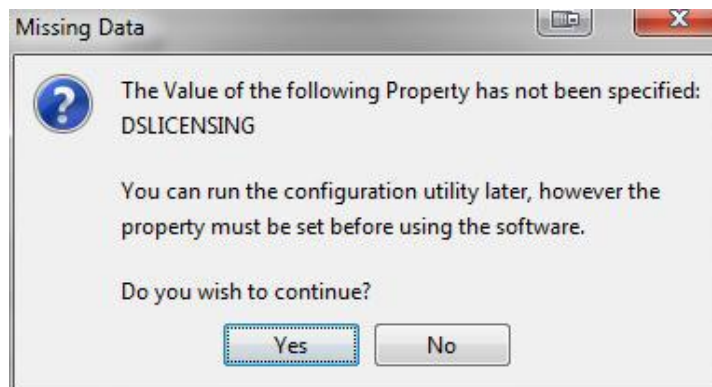 Missing Data
The Value of the following Property has not been specified:
DSLICENSING
You can run the configuration utility later, however the
property must be set before using the software.
Do you wish to continue?
Yes
No